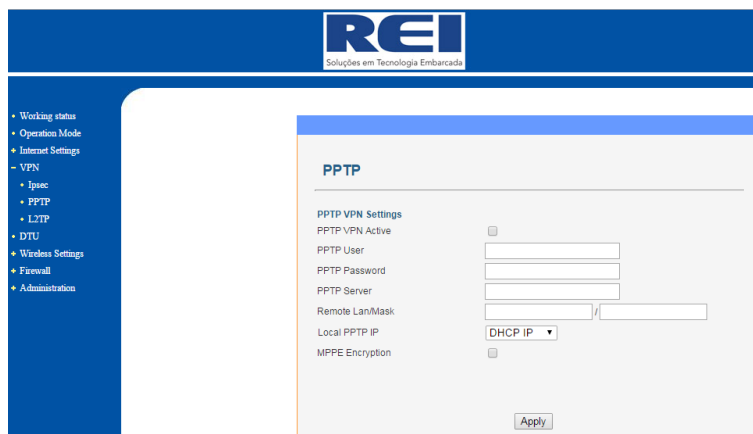 REI
Soluções em Tecnologia Embarcada
Working status
Operation Mode
Internet Settings
VPN
Ipsec
PPTP
L2TP
DTU
Wireless Settings
Firewall
Administration
PPTP
PPTP VPN Settings
PPTP VPN Active
PPTP User
PPTP Password
PPTP Server
Remote Lan/Mask /
Local PPTP IP DHCP IP
MPPE Encryption
Apply